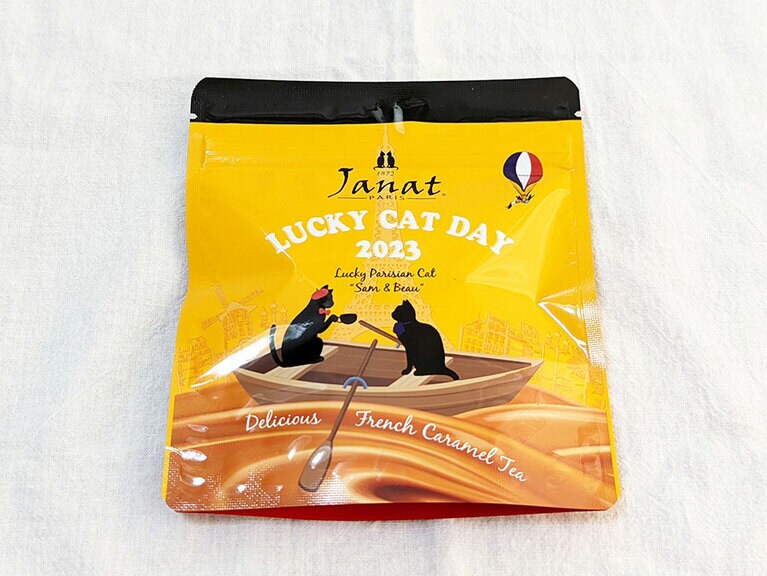 1872
Janat
PARIS
LUCKY CAT DAY
2023
Lucky Parisian Cat
"Sam & Beau"
Delicious French Caramel Tea